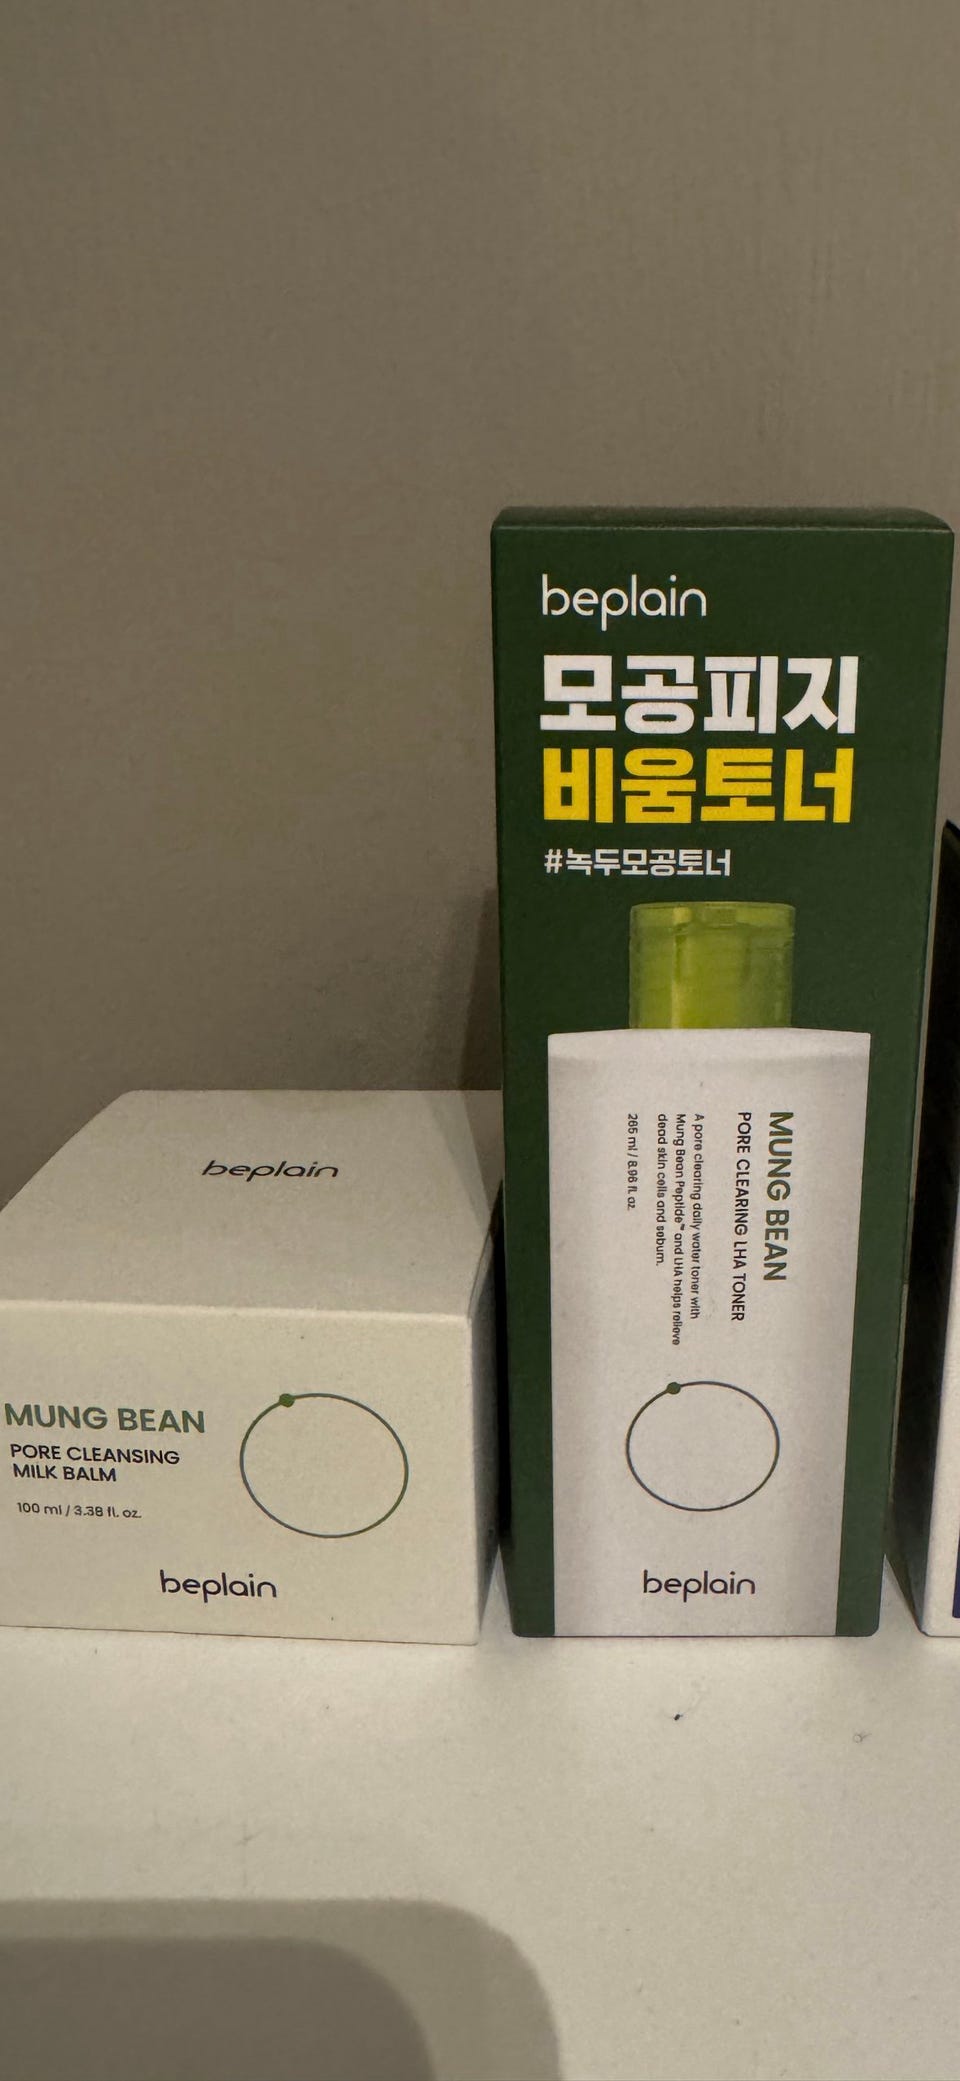 beplain
모공피지
비움토너
#녹두모공토너
MUNG BEAN
PORE CLEARING LHA TONER
A pore clearing daily water toner with
Mung Bean Peptide™ and LHA helps relieve
dead skin cells and sebum.
265 ml / 8.96 fl. oz.
beplain
beplain
MUNG BEAN
PORE CLEANSING
MILK BALM
100 ml / 3.38 fl. oz.
beplain